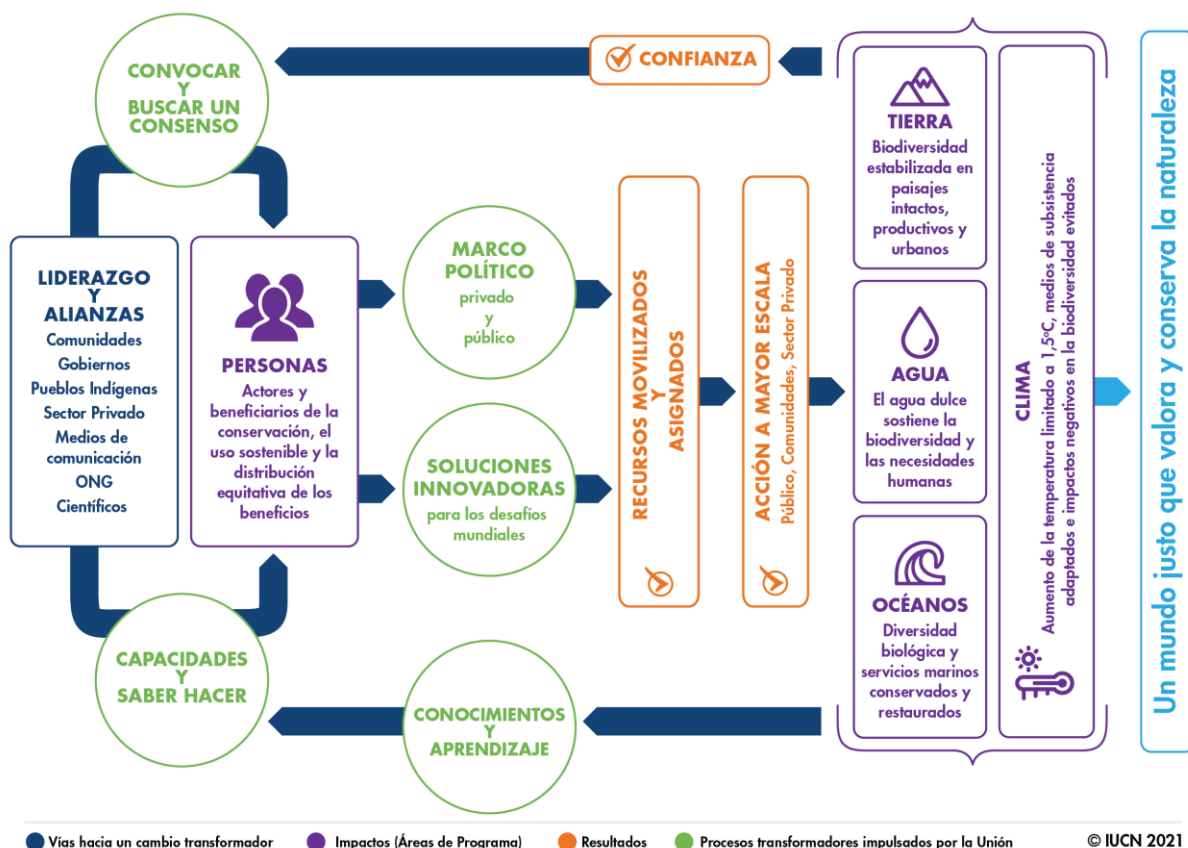 CONVOCAR
Y
BUSCAR UN
CONSENSO
CONFIANZA
LIDERAZGO
Y
ALIANZAS
Comunidades
Gobiernos
Pueblos Indígenas
Sector Privado
Medios de
comunicación
ONG
Científicos
PERSONAS
Actores y
beneficiarios de la
conservación, el
uso sostenible y la
distribución
equitativa de los
beneficios
MARCO
POLÍTICO
privado
y
público
SOLUCIONES
INNOVADORAS
para los desafíos
mundiales
CAPACIDADES
Y
SABER HACER
CONOCIMIENTOS
Y
APRENDIZAJE
RECURSOS MOVILIZADOS
Y
ASIGNADOS
ACCIÓN A MAYOR ESCALA
Público, Comunidades, Sector Privado
TIERRA
Biodiversidad
estabilizada en
paisajes
intactos,
productivos y
urbanos
AGUA
El agua dulce
sostiene la
biodiversidad y
las necesidades
humanas
OCÉANOS
Diversidad
biológica y
servicios marinos
conservados y
restaurados
CLIMA
Aumento de la temperatura limitado a 1,5°C, medios de subsistencia
adaptados e impactos negativos en la biodiversidad evitados
Un mundo justo que valora y conserva la naturaleza
Vías hacia un cambio transformador
Impactos (Áreas de Programa)
Resultados
Procesos transformadores impulsados por la Unión
© IUCN 2021